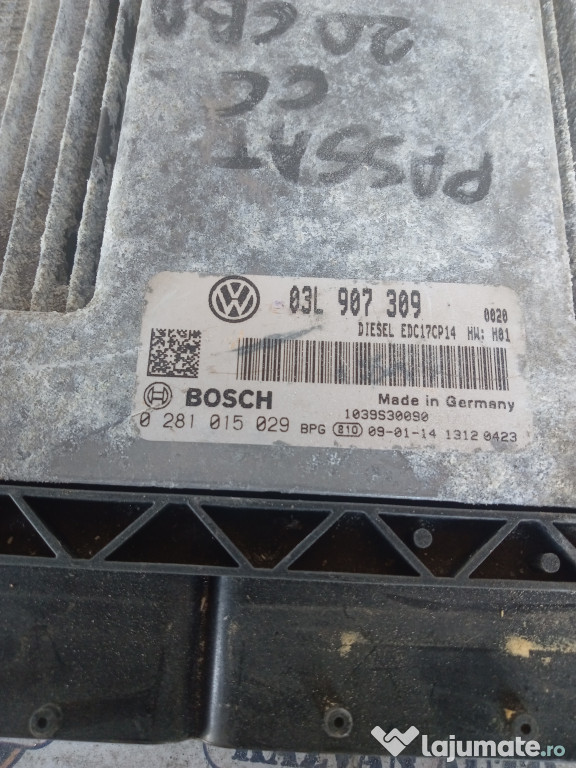 PASSAT
CC
2.0 CBA
VW
03L 907 309
0020
DIESEL EDC17CP14 HW: H01
BOSCH
Made in Germany
1039S30090
0 281 015 029 BPG 810 09-01-14 1312 0423
lajumate.ro